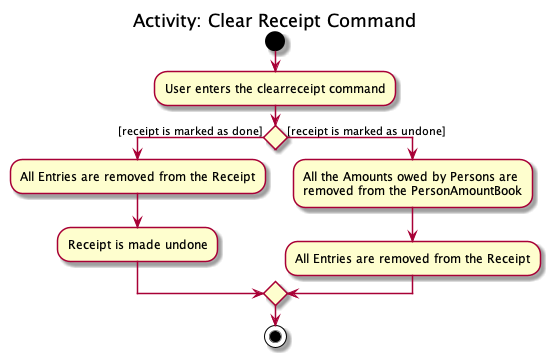 Activity: Clear Receipt Command
User enters the clearreceipt command
[receipt is marked as done]
[receipt is marked as undone]
All Entries are removed from the Receipt
Receipt is made undone
All the Amounts owed by Persons are
removed from the PersonAmountBook
All Entries are removed from the Receipt